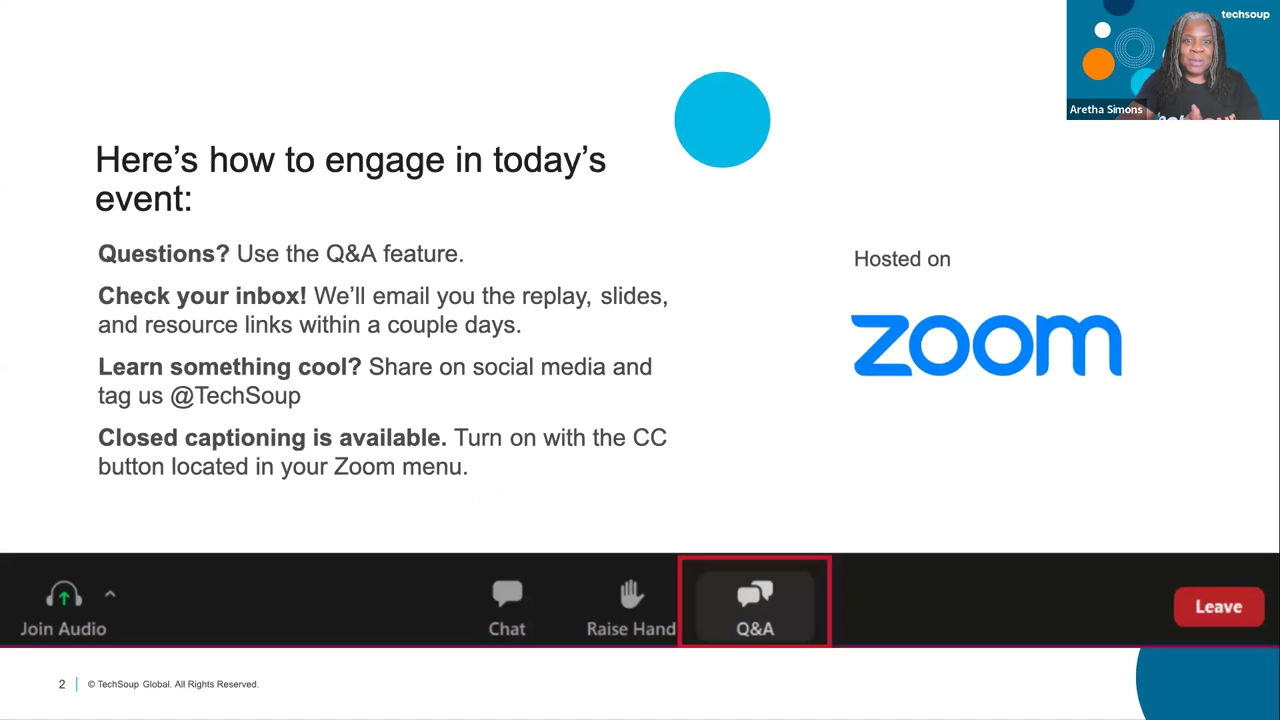 techsoup
Aretha Simons
Here’s how to engage in today’s
event:
Questions? Use the Q&A feature.
Check your inbox! We’ll email you the replay, slides,
and resource links within a couple days.
Learn something cool? Share on social media and
tag us @TechSoup
Closed captioning is available. Turn on with the CC
button located in your Zoom menu.
Hosted on
zoom
Join Audio
Chat
Raise Hand
Q&A
Leave
2
© TechSoup Global. All Rights Reserved.